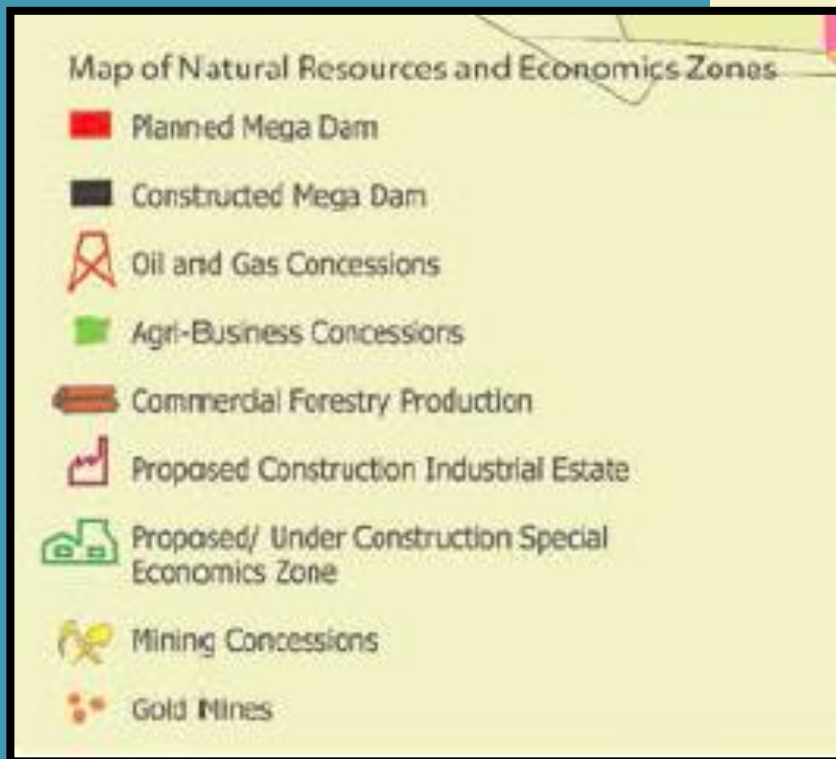 Map of Natural Resources and Economics Zones
Planned Mega Dam
Constructed Mega Dam
Oil and Gas Concessions
Agri-Business Concessions
Commercial Forestry Production
Proposed Construction Industrial Estate
Proposed/ Under Construction Special
Economics Zone
Mining Concessions
Gold Mines